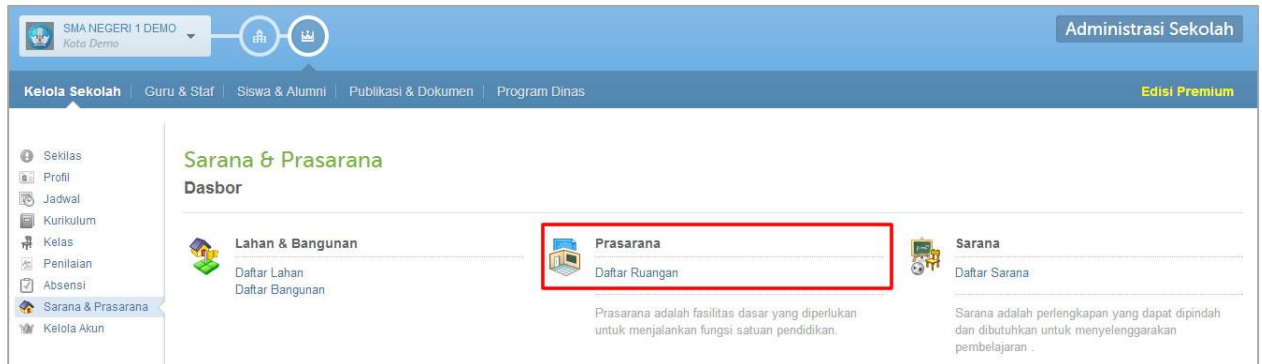 SMA NEGERI 1 DEMO
Kota Demo
Administrasi Sekolah
Kelola Sekolah
Guru & Staf
Siswa & Alumni
Publikasi & Dokumen
Program Dinas
Edisi Premium
Sekilas
Profil
Jadwal
Kurikulum
Kelas
Penilaian
Absensi
Sarana & Prasarana
Kelola Akun
Sarana & Prasarana
Dasbor
Lahan & Bangunan
Daftar Lahan
Daftar Bangunan
Prasarana
Daftar Ruangan
Prasarana adalah fasilitas dasar yang diperlukan
untuk menjalankan fungsi satuan pendidikan.
Sarana
Daftar Sarana
Sarana adalah perlengkapan yang dapat dipindah
dan dibutuhkan untuk menyelenggarakan
pembelajaran .